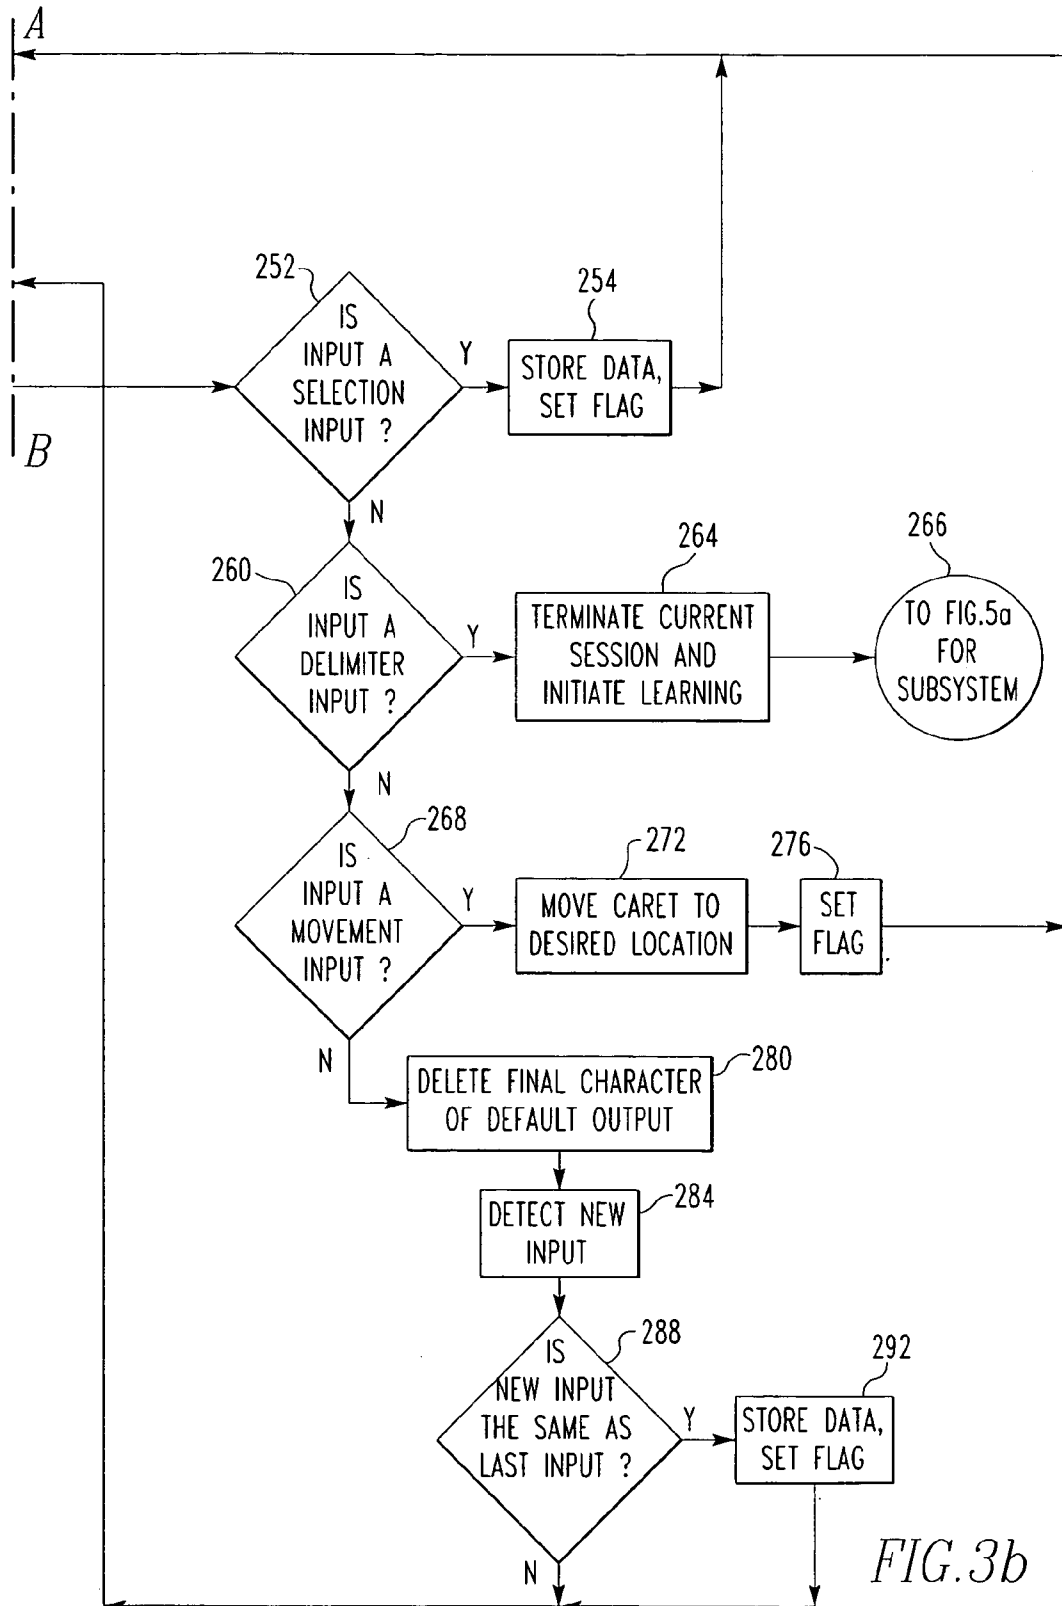 A
252
IS
INPUT A
SELECTION
INPUT ?
Y
254
STORE DATA,
SET FLAG
B
N
260
IS
INPUT A
DELIMITER
INPUT ?
Y
264
TERMINATE CURRENT
SESSION AND
INITIATE LEARNING
266
TO FIG.5a
FOR
SUBSYSTEM
N
268
IS
INPUT A
MOVEMENT
INPUT ?
Y
272
MOVE CARET TO
DESIRED LOCATION
276
SET
FLAG
N
280
DELETE FINAL CHARACTER
OF DEFAULT OUTPUT
284
DETECT NEW
INPUT
288
IS
NEW INPUT
THE SAME AS
LAST INPUT ?
Y
292
STORE DATA,
SET FLAG
N
FIG.3b